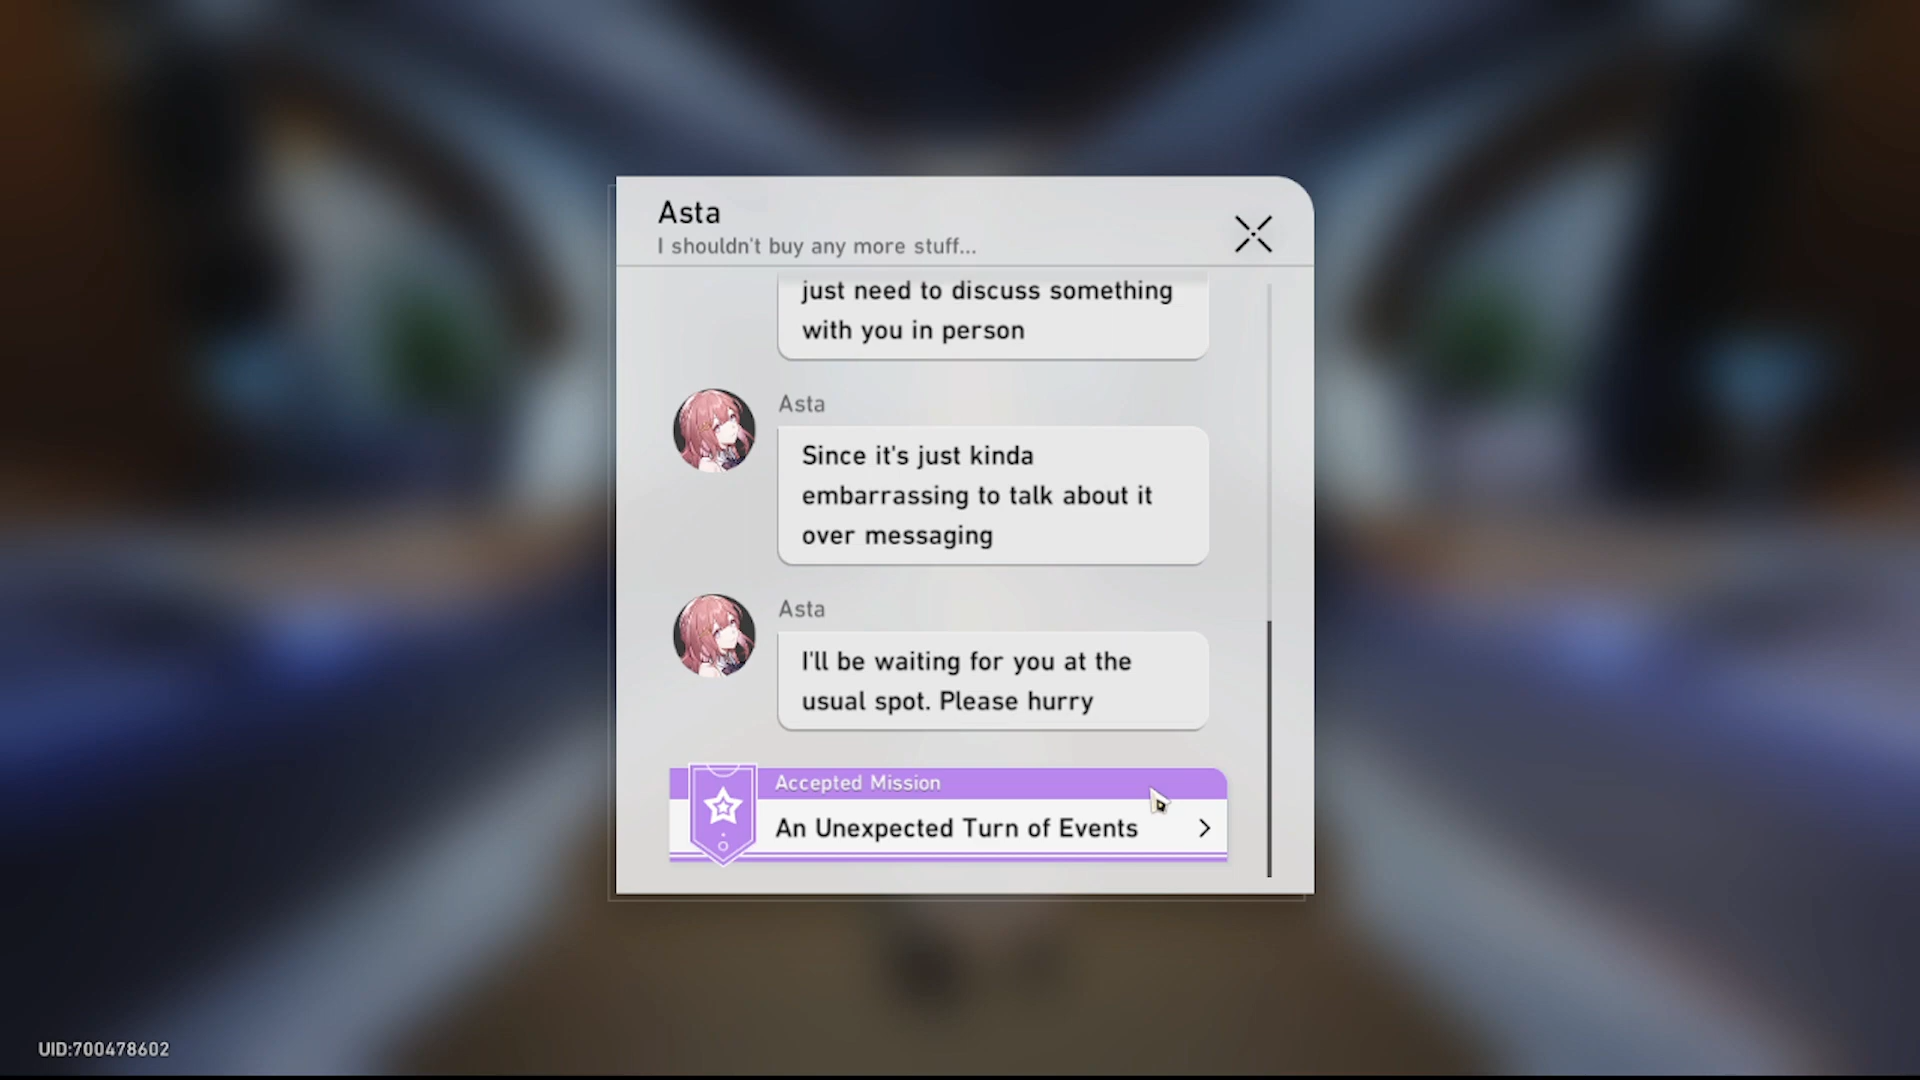 Asta
I shouldn't buy any more stuff...
just need to discuss something
with you in person
Asta
Since it's just kinda
embarrassing to talk about it
over messaging
Asta
I'll be waiting for you at the
usual spot. Please hurry
Accepted Mission
An Unexpected Turn of Events
UID:700478602